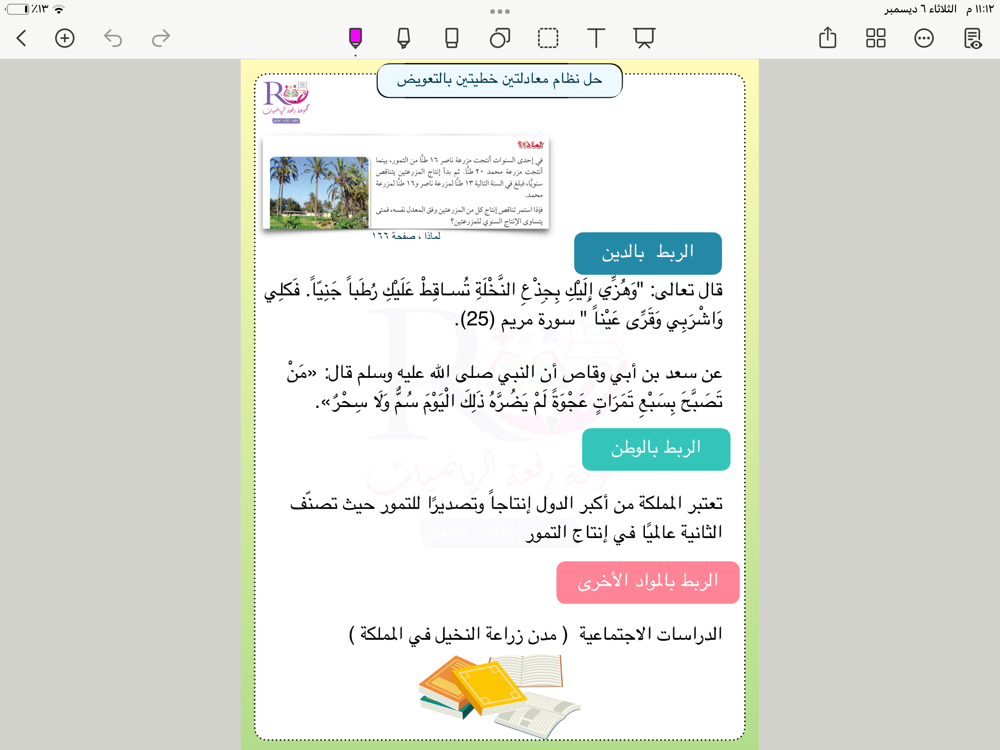 ١١:١٢ م الثلاثاء ٦ ديسمبر
٪١٣
حل نظام معادلتين خطيتين بالتعويض
R
مجموعة رفعة الرياضيات
تطوير - إنتاج - توثيق
لماذا؟
في إحدى السنوات أنتجت مزرعة ناصر ١٦ طنًّا من التمور، بينما
أنتجت مزرعة محمد ٢٠ طنًّا. ثم بدأ إنتاج المزرعتين يتناقص
سنويًّا، فبلغ في السنة التالية ١٣ طنًّا لمزرعة ناصر و١٦ طنًّا لمزرعة
محمد.
فإذا استمر تناقص إنتاج كل من المزرعتين وفق المعدل نفسه، فمتى
يتساوى الإنتاج السنوي للمزرعتين؟
لماذا ، صفحة ١٦٦
الربط بالدين
قال تعالى: "وَهُزِّي إِلَيْكِ بِجِذْعِ النَّخْلَةِ تُساقِطْ عَلَيْكِ رُطَباً جَنِيّاً. فَكلِي
وَاشْرَبِي وَقَرِّى عَيْناً " سورة مريم (25).
عن سعد بن أبي وقاص أن النبي صلى الله عليه وسلم قال: «مَنْ
تَصَبَّحَ بِسَبْعِ تَمَرَاتٍ عَجْوَةً لَمْ يَضُرَّهُ ذَلِكَ الْيَوْمَ سُمٌّ وَلَا سِحْرٌ».
الربط بالوطن
تعتبر المملكة من أكبر الدول إنتاجاً وتصديرًا للتمور حيث تصنّف
الثانية عالميًا في إنتاج التمور
الربط بالمواد الأخرى
الدراسات الاجتماعية ( مدن زراعة النخيل في المملكة )